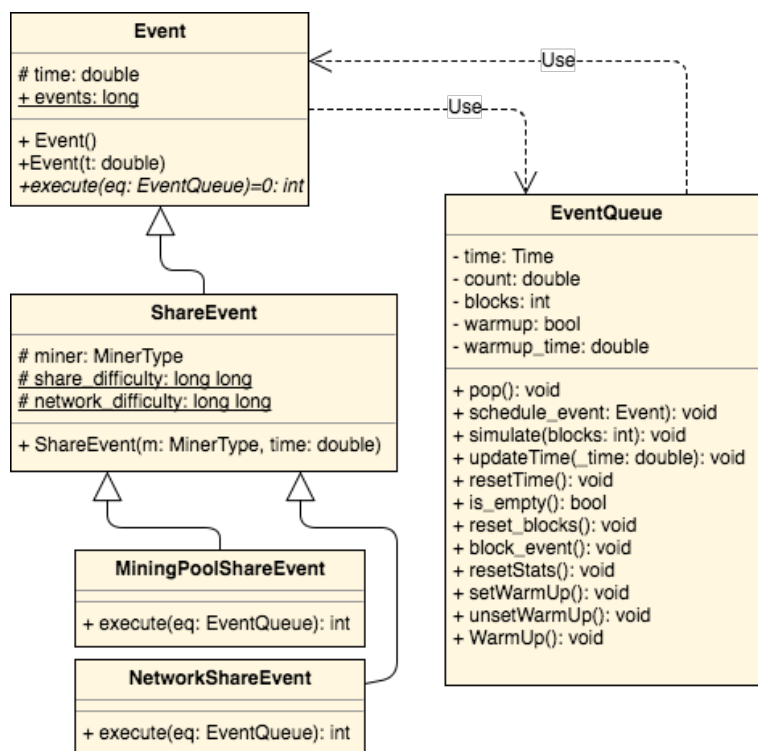 Event
# time: double
+ events: long
+ Event()
+Event(t: double)
+execute(eq: EventQueue)=0: int
Use
Use
EventQueue
- time: Time
- count: double
- blocks: int
- warmup: bool
- warmup_time: double
+ pop(): void
+ schedule_event: Event): void
+ simulate(blocks: int): void
+ updateTime(_time: double): void
+ resetTime(): void
+ is_empty(): bool
+ reset_blocks(): void
+ block_event(): void
+ resetStats(): void
+ setWarmUp(): void
+ unsetWarmUp(): void
+ WarmUp(): void
ShareEvent
# miner: MinerType
# share_difficulty: long long
# network_difficulty: long long
+ ShareEvent(m: MinerType, time: double)
MiningPoolShareEvent
+ execute(eq: EventQueue): int
NetworkShareEvent
+ execute(eq: EventQueue): int